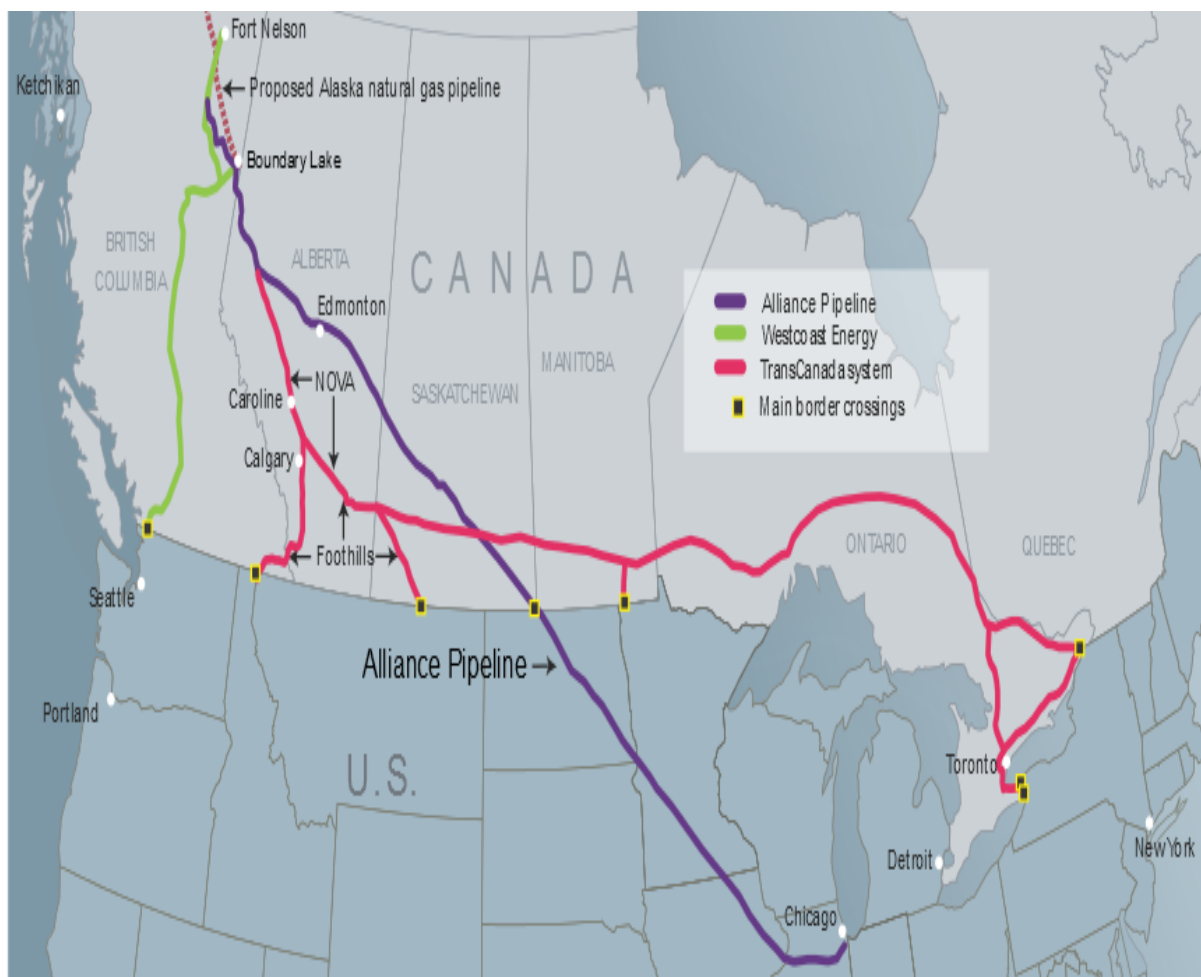 Fort Nelson
Ketchikan
Proposed Alaska natural gas pipeline
Boundary Lake
BRITISH
COLUMBIA
ALBERTA
CANADA
Edmonton
Alliance Pipeline
Westcoast Energy
TransCanada system
Main border crossings
MANITOBA
SASKATCHEWAN
NOVA
Caroline
Calgary
Foothills
ONTARIO
QUEBEC
Seattle
Alliance Pipeline
Portland
U.S.
Toronto
New York
Detroit
Chicago